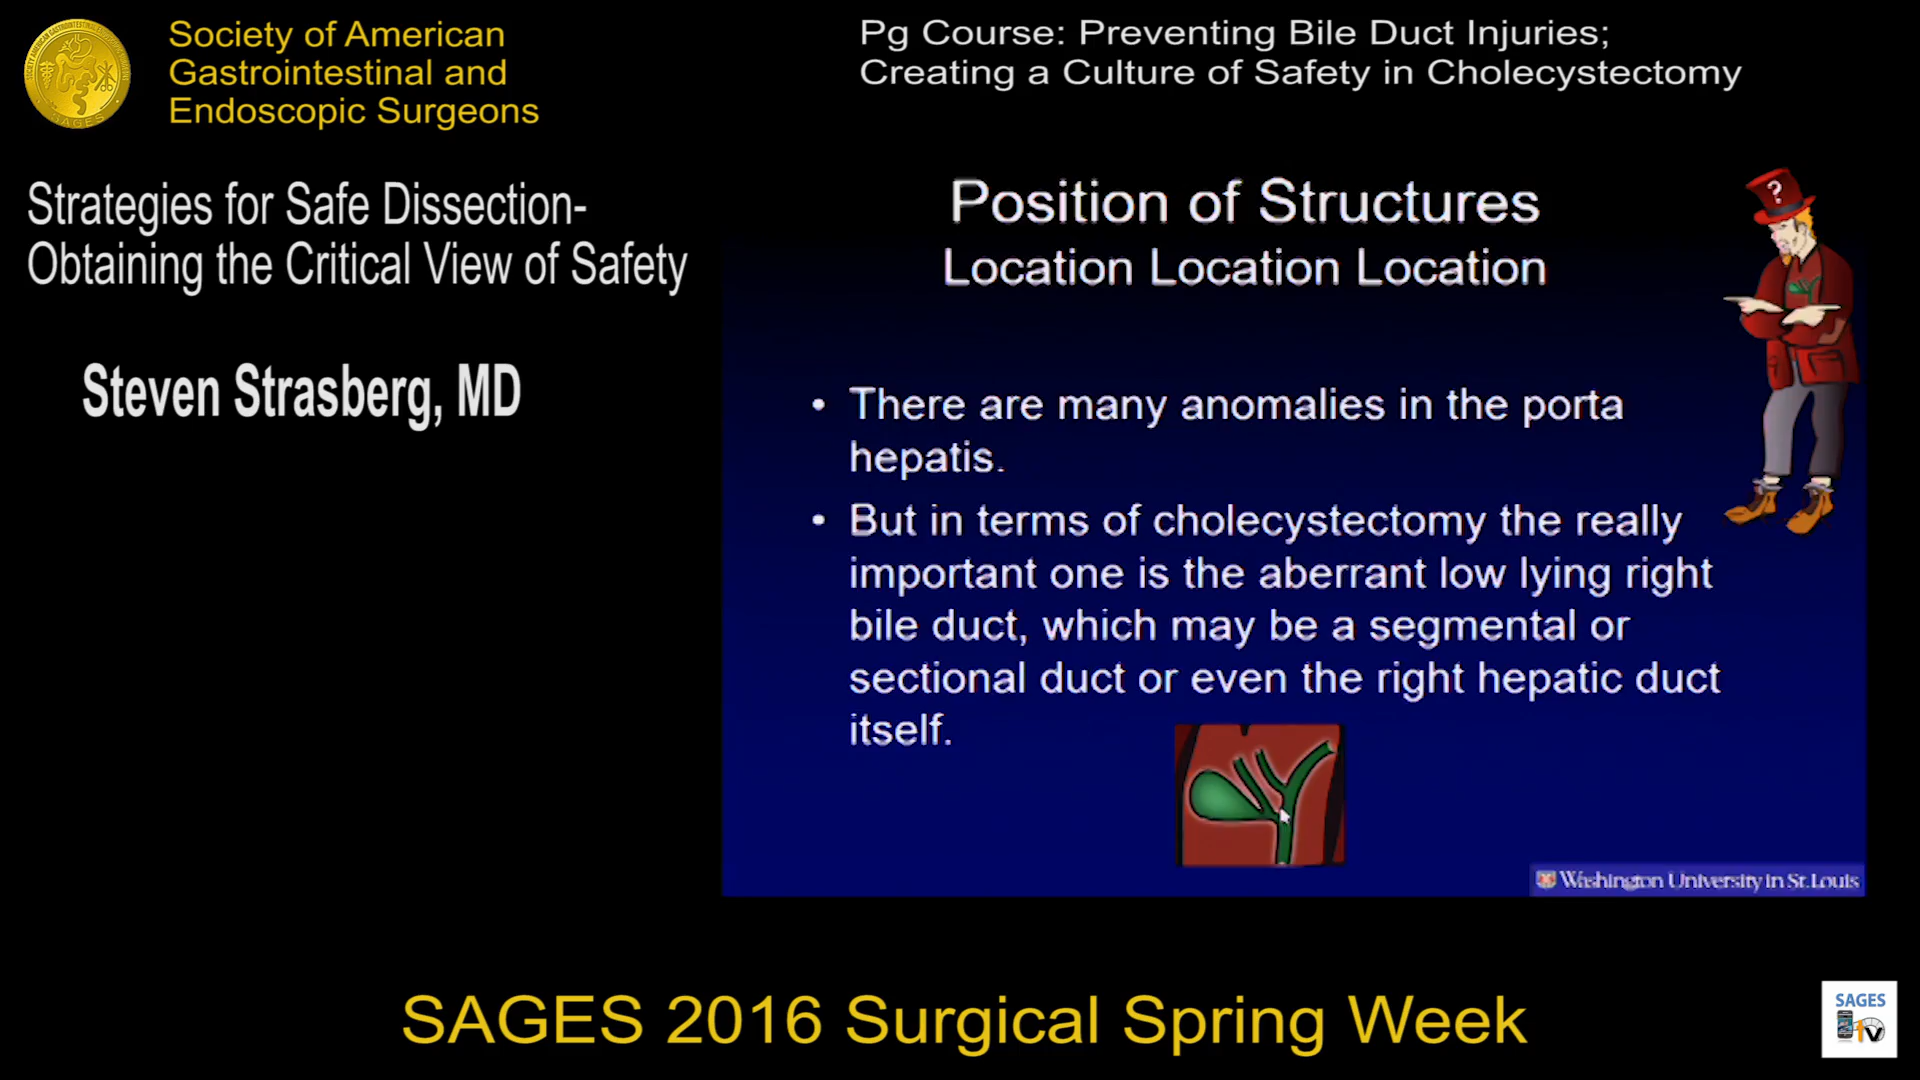 Society of American
Gastrointestinal and
Endoscopic Surgeons
SAGES
Pg Course: Preventing Bile Duct Injuries;
Creating a Culture of Safety in Cholecystectomy
Strategies for Safe Dissection-
Obtaining the Critical View of Safety
Steven Strasberg, MD
Position of Structures
Location Location Location
?
• There are many anomalies in the porta
hepatis.
• But in terms of cholecystectomy the really
important one is the aberrant low lying right
bile duct, which may be a segmental or
sectional duct or even the right hepatic duct
itself.
Washington University in St. Louis
SAGES 2016 Surgical Spring Week
SAGES
TV